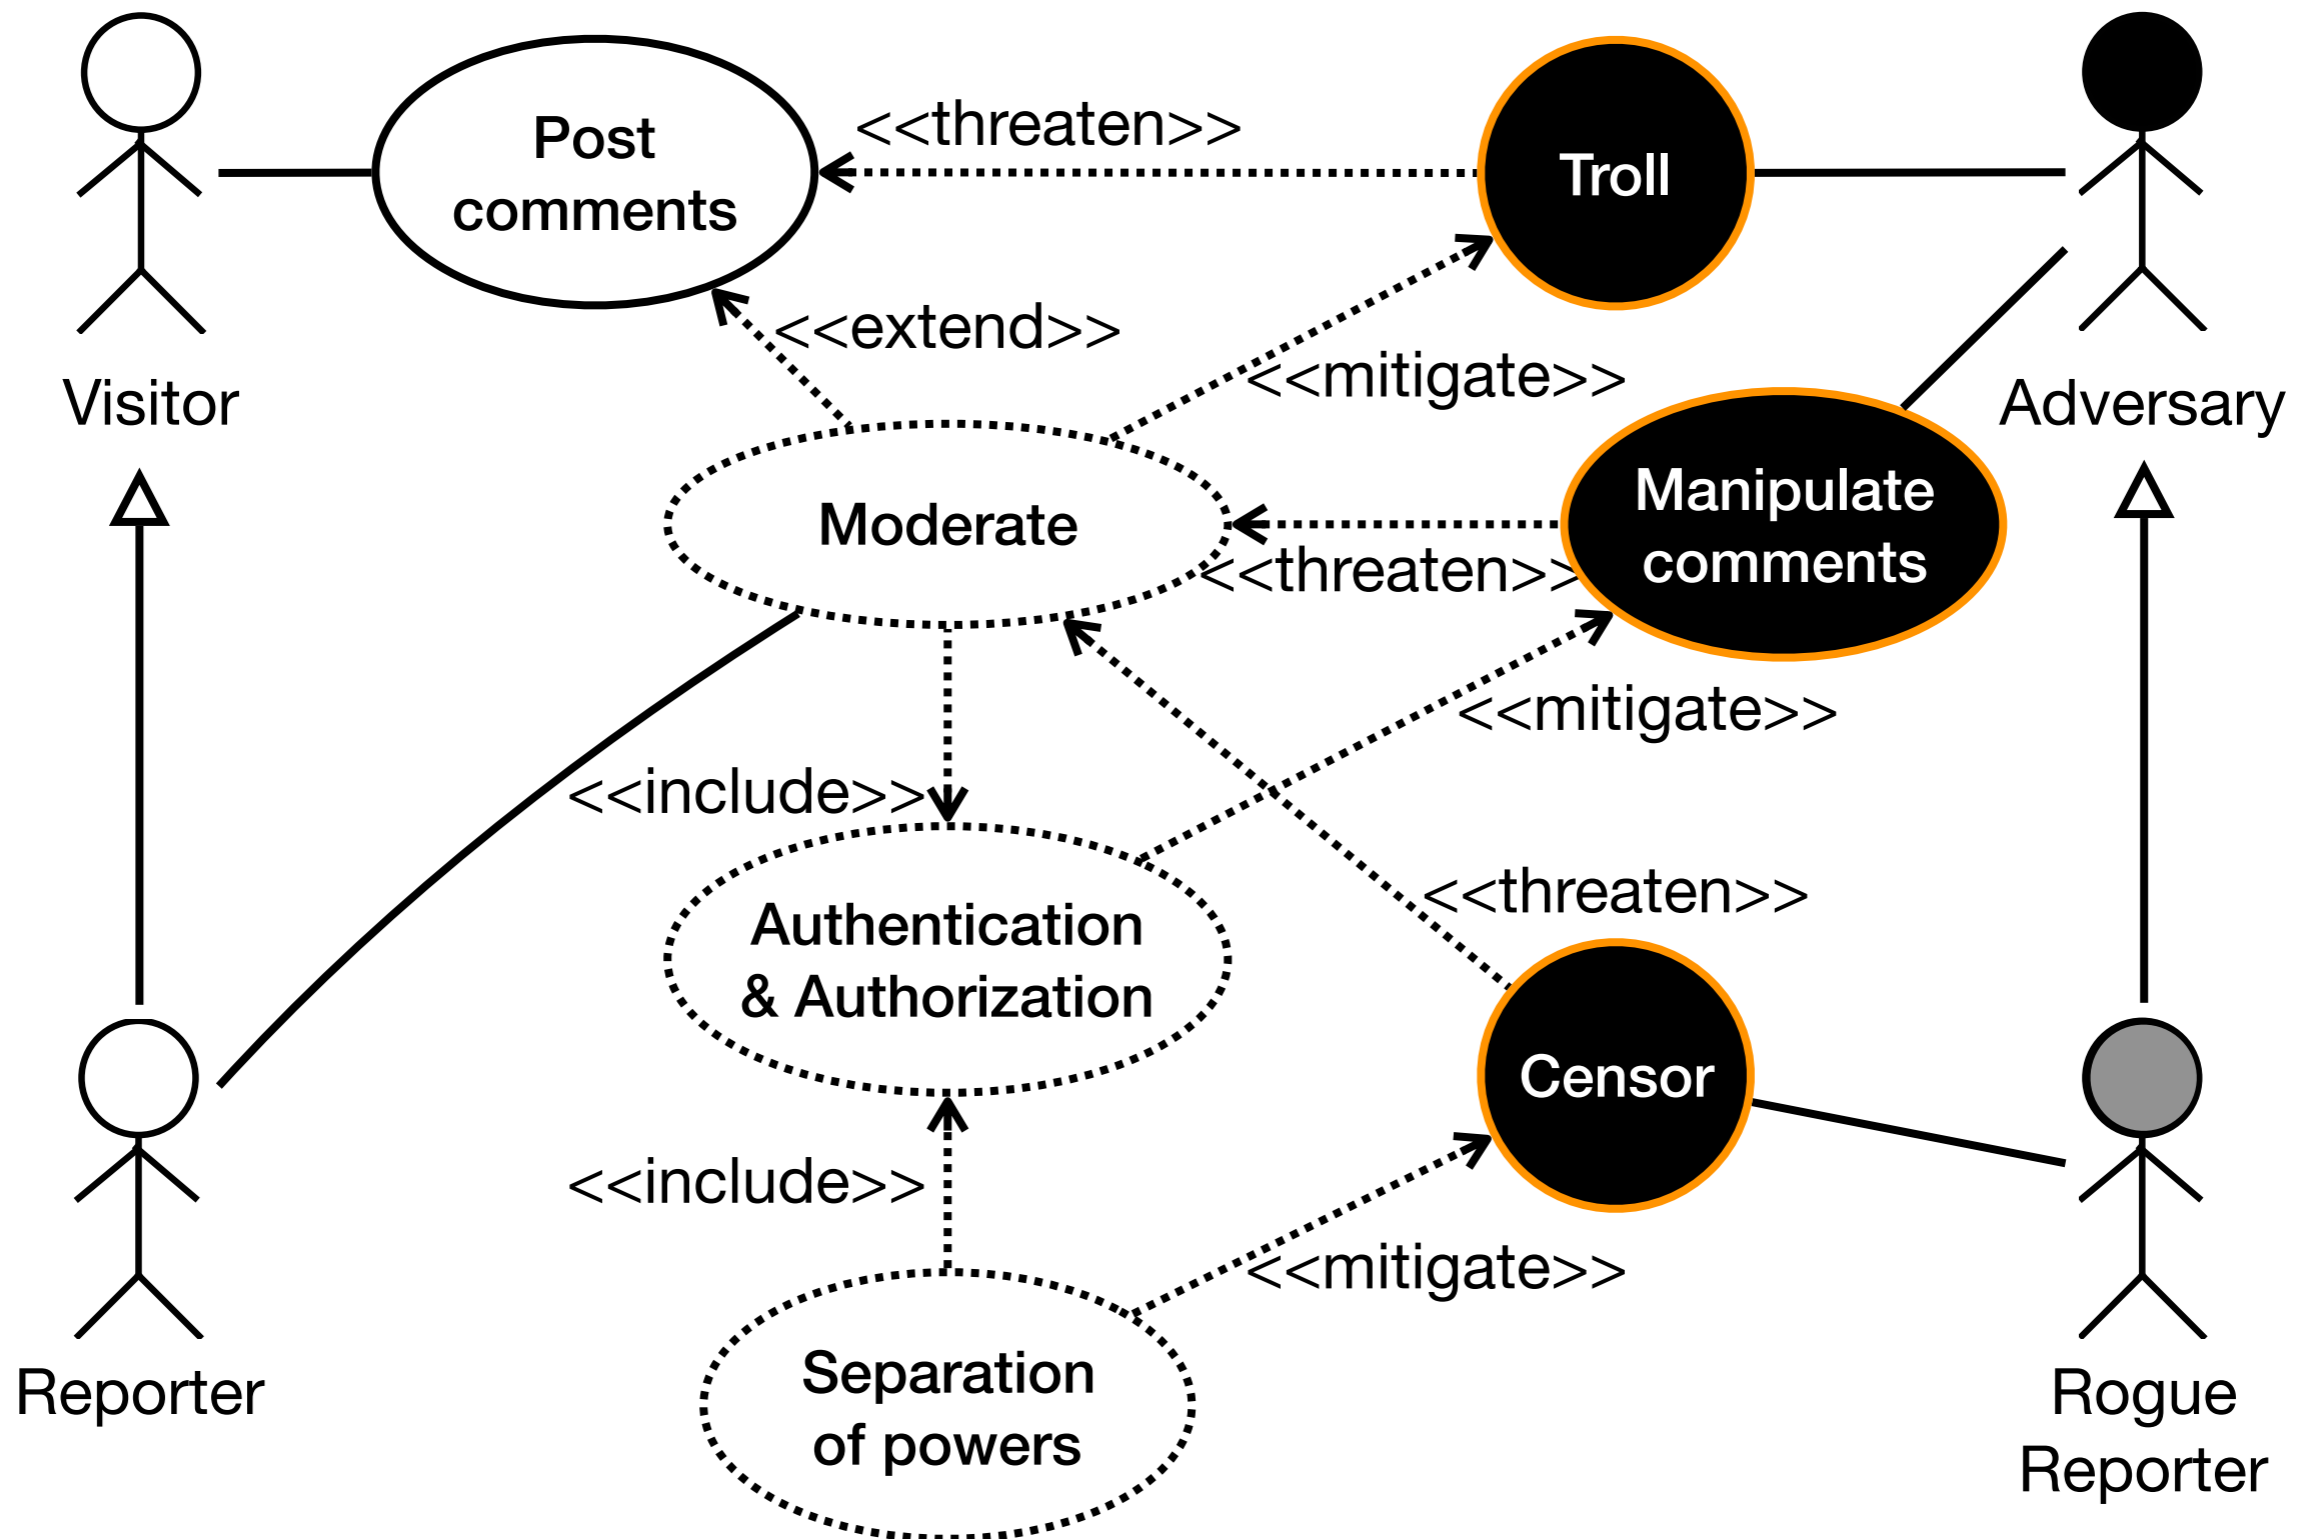 Post
comments
<<threaten>>
Troll
<<extend>>
<<mitigate>>
Visitor
Adversary
Moderate
Manipulate
comments
<<threaten>>
<<mitigate>>
<<include>>
<<threaten>>
Authentication
& Authorization
Censor
<<include>>
<<mitigate>>
Separation
of powers
Reporter
Rogue
Reporter